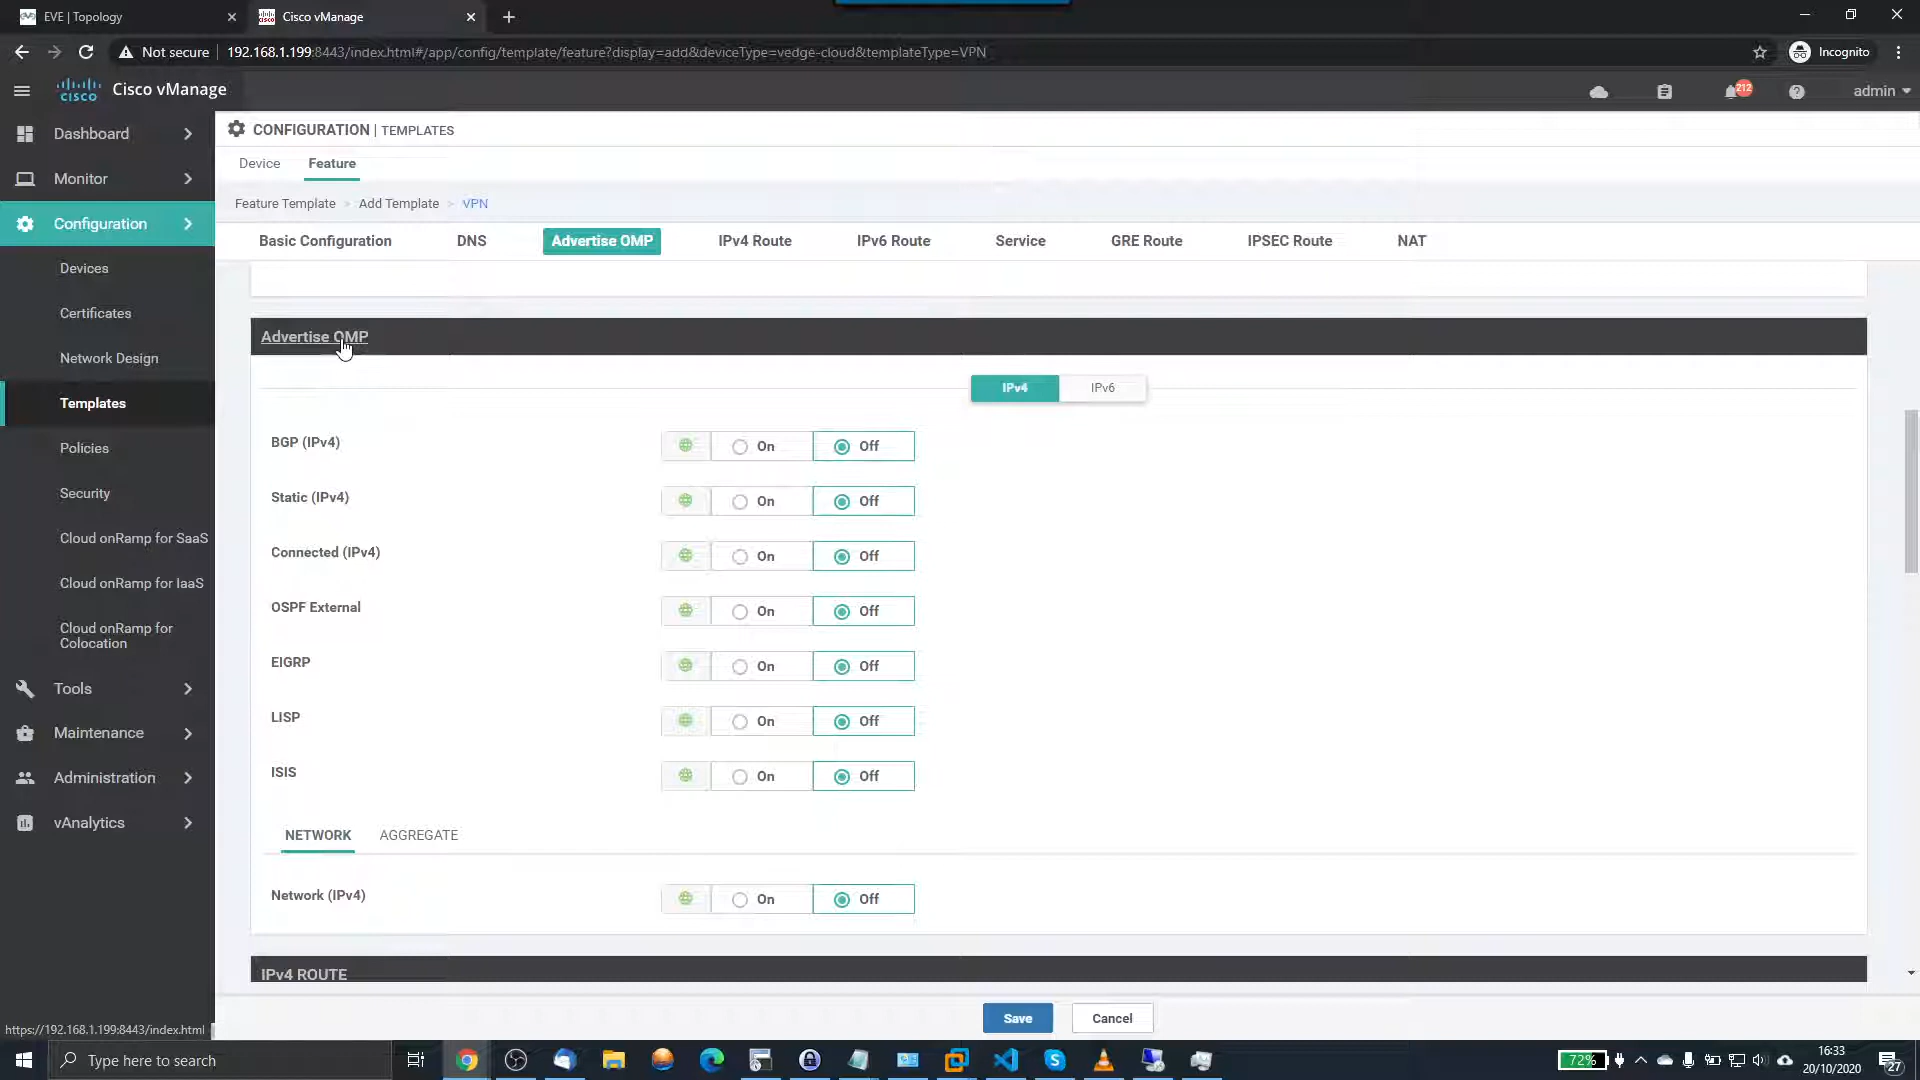 EVE | Topology
Cisco vManage
Not secure
192.168.1.199:8443/index.html#/app/config/template/feature?display=add&deviceType=vedge-cloud&templateType=VPN
Incognito
CISCO
Cisco vManage
212
admin
Dashboard
Monitor
Configuration
Devices
Certificates
Network Design
Templates
Policies
Security
Cloud onRamp for SaaS
Cloud onRamp for IaaS
Cloud onRamp for
Colocation
Tools
Maintenance
Administration
vAnalytics
CONFIGURATION | TEMPLATES
Device
Feature
Feature Template > Add Template > VPN
Basic Configuration
DNS
Advertise OMP
IPv4 Route
IPv6 Route
Service
GRE Route
IPSEC Route
NAT
Advertise OMP
IPv4
IPv6
BGP (IPv4)
On
Off
Static (IPv4)
On
Off
Connected (IPv4)
On
Off
OSPF External
On
Off
EIGRP
On
Off
LISP
On
Off
ISIS
On
Off
NETWORK
AGGREGATE
Network (IPv4)
On
Off
IPv4 ROUTE
Save
Cancel
https://192.168.1.199:8443/index.html
Type here to search
72%
16:33
20/10/2020
27